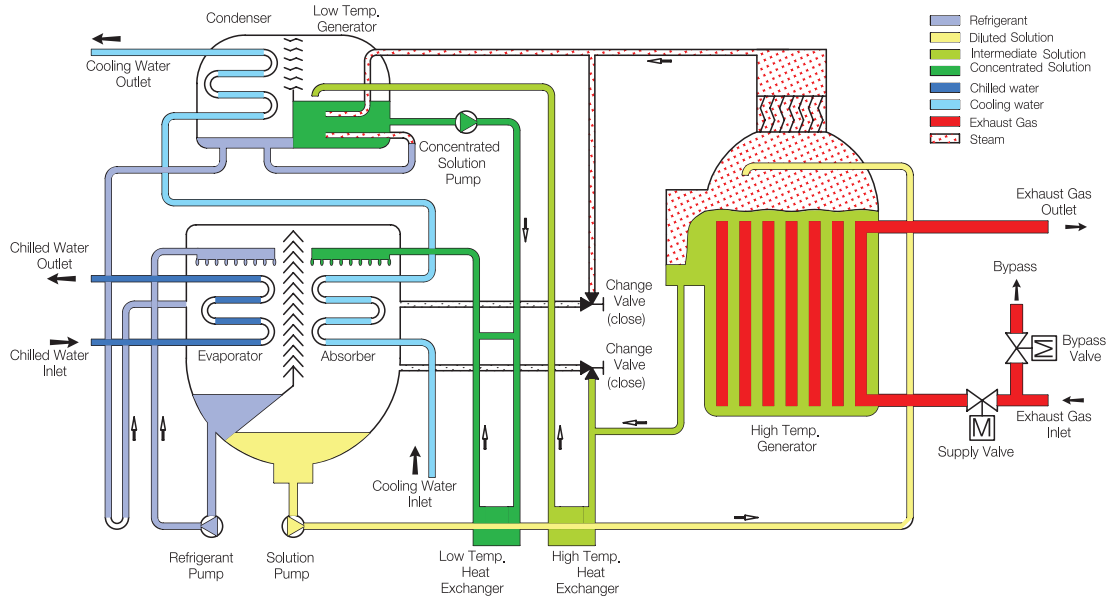 Condenser
Low Temp.
Generator
Cooling Water
Outlet
Concentrated
Solution
Pump
Refrigerant
Diluted Solution
Intermediate Solution
Concentrated Solution
Chilled water
Cooling water
Exhaust Gas
Steam
Exhaust Gas
Outlet
Chilled Water
Outlet
Chilled Water
Inlet
Evaporator
Absorber
Change
Valve
(close)
Change
Valve
(close)
Bypass
Bypass
Valve
M
Exhaust Gas
Inlet
M
Supply Valve
High Temp.
Generator
Cooling Water
Inlet
Refrigerant
Pump
Solution
Pump
Low Temp.
Heat
Exchanger
High Temp.
Heat
Exchanger